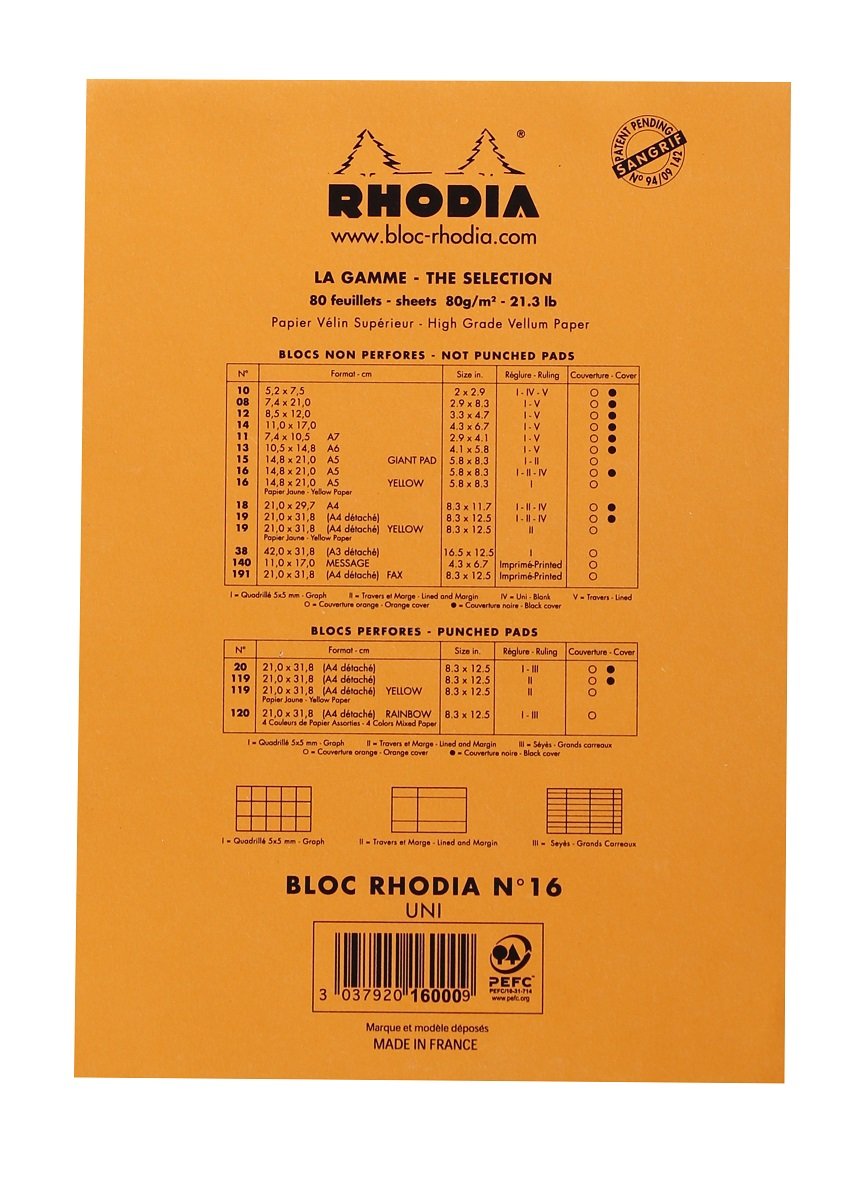 RHODIA ®
PATENT PENDING
SANGRIF
N° 94/09 142
www.bloc-rhodia.com
LA GAMME - THE SELECTION
80 feuillets - sheets 80g/m² - 21.3 lb
Papier Vélin Supérieur - High Grade Vellum Paper
BLOCS NON PERFORES - NOT PUNCHED PADS
N° Format - cm Size in. Réglure - Ruling Couverture - Cover
10 5,2 x 7,5 2 x 2.9 I - IV - V ○ ●
08 7,4 x 21,0 2.9 x 8.3 I - V ○ ●
12 8,5 x 12,0 3.3 x 4.7 I - V ○ ●
14 11,0 x 17,0 4.3 x 6.7 I - V ○ ●
11 7,4 x 10,5 A7 2.9 x 4.1 I - V ○ ●
13 10,5 x 14,8 A6 4.1 x 5.8 I - V ○ ●
15 14,8 x 21,0 A5 GIANT PAD 5.8 x 8.3 I - II ○
16 14,8 x 21,0 A5 5.8 x 8.3 I - II - IV ○ ●
16 14,8 x 21,0 A5 YELLOW 5.8 x 8.3 I ○
Papier Jaune - Yellow Paper
18 21,0 x 29,7 A4 8.3 x 11.7 I - II - IV ○ ●
19 21,0 x 31,8 (A4 détaché) 8.3 x 12.5 I - II - IV ○ ●
19 21,0 x 31,8 (A4 détaché) YELLOW 8.3 x 12.5 II ○
Papier Jaune - Yellow Paper
38 42,0 x 31,8 (A3 détaché) 16.5 x 12.5 I ○
140 11,0 x 17,0 MESSAGE 4.3 x 6.7 Imprimé-Printed ○
191 21,0 x 31,8 (A4 détaché) FAX 8.3 x 12.5 Imprimé-Printed ○
I = Quadrillé 5x5 mm - Graph II = Travers et Marge - Lined and Margin IV = Uni - Blank V = Travers - Lined
○ = Couverture orange - Orange cover ● = Couverture noire - Black cover
BLOCS PERFORES - PUNCHED PADS
N° Format - cm Size in. Réglure - Ruling Couverture - Cover
20 21,0 x 31,8 (A4 détaché) 8.3 x 12.5 I - III ○ ●
119 21,0 x 31,8 (A4 détaché) 8.3 x 12.5 II ○ ●
119 21,0 x 31,8 (A4 détaché) YELLOW 8.3 x 12.5 II ○
Papier Jaune - Yellow Paper
120 21,0 x 31,8 (A4 détaché) RAINBOW 8.3 x 12.5 I - III ○
4 Couleurs de Papier Assorties - 4 Colors Mixed Paper
I = Quadrillé 5x5 mm - Graph II = Travers et Marge - Lined and Margin III = Séyès - Grands carreaux
○ = Couverture orange - Orange cover ● = Couverture noire - Black cover
I = Quadrillé 5x5 mm - Graph II = Travers et Marge - Lined and Margin III = Seyés - Grands Carreaux
BLOC RHODIA N° 16
UNI
3 037920 160009
PEFC™
PEFC/10-31-714
www.pefc.org
Marque et modèle déposés
MADE IN FRANCE